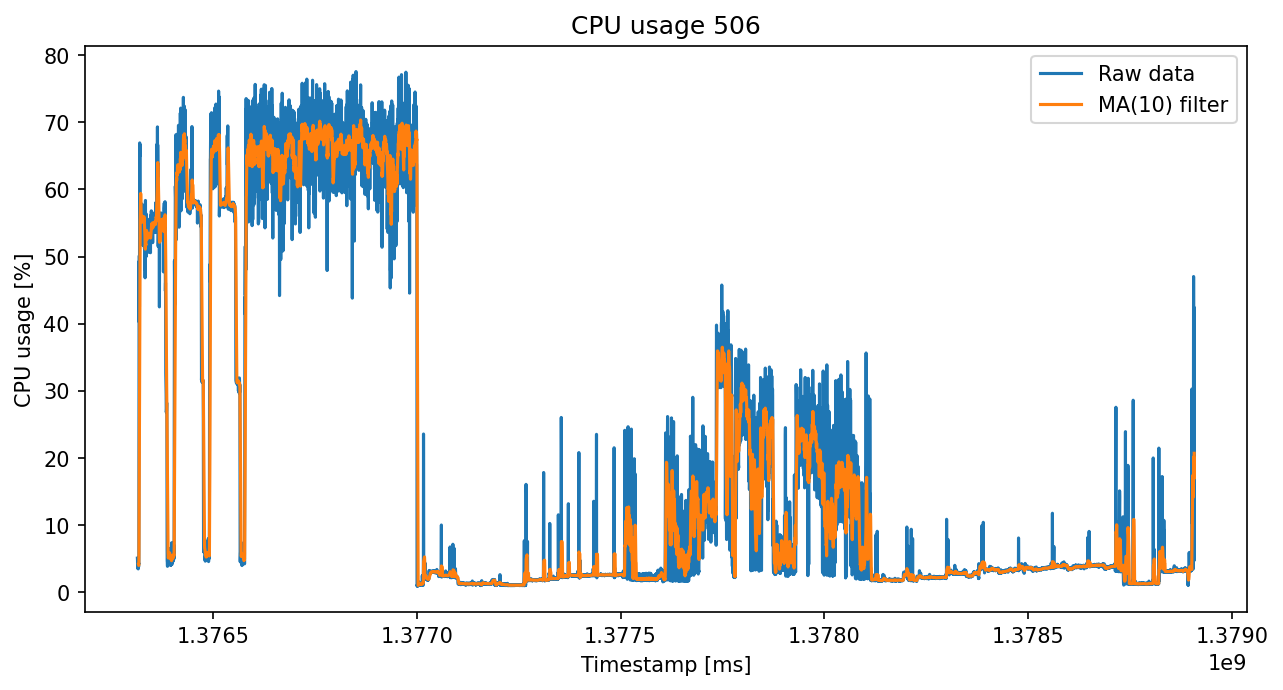 CPU usage 506
Raw data
MA(10) filter
CPU usage [%]
80
70
60
50
40
30
20
10
0
1.3765 1.3770 1.3775 1.3780 1.3785 1.3790
1e9
Timestamp [ms]